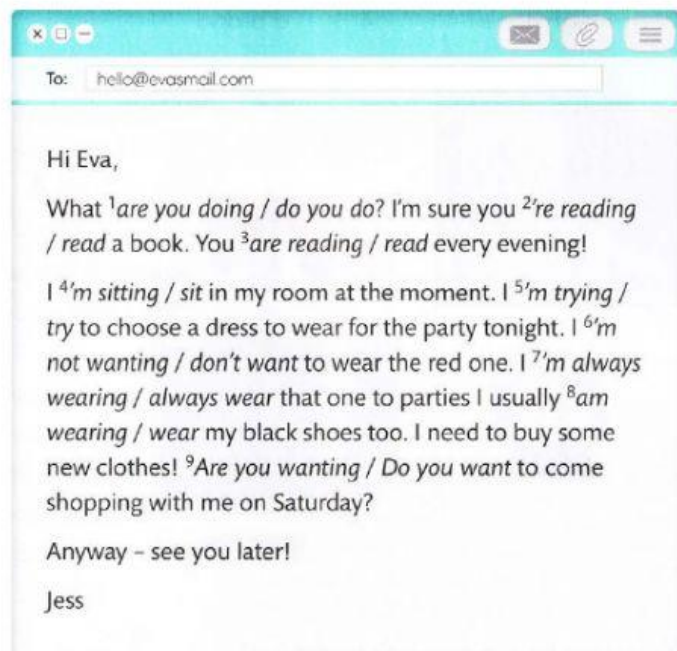 To: hello@evasmail.com
Hi Eva,
What ¹are you doing / do you do? I'm sure you ²'re reading
/ read a book. You ³are reading / read every evening!
I ⁴'m sitting / sit in my room at the moment. I ⁵'m trying /
try to choose a dress to wear for the party tonight. I ⁶'m
not wanting / don't want to wear the red one. I ⁷'m always
wearing / always wear that one to parties I usually ⁸am
wearing / wear my black shoes too. I need to buy some
new clothes! ⁹Are you wanting / Do you want to come
shopping with me on Saturday?
Anyway – see you later!
Jess